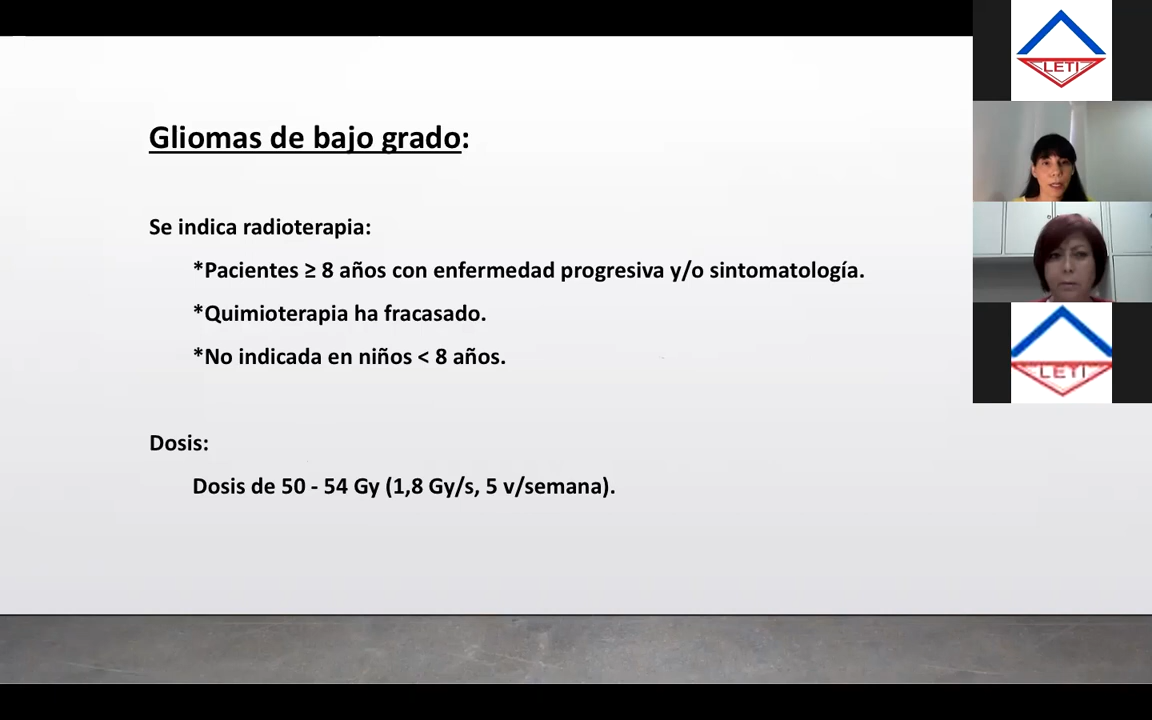 Gliomas de bajo grado:
Se indica radioterapia:
*Pacientes ≥ 8 años con enfermedad progresiva y/o sintomatología.
*Quimioterapia ha fracasado.
*No indicada en niños < 8 años.
Dosis:
Dosis de 50 - 54 Gy (1,8 Gy/s, 5 v/semana).
LETI
LETI